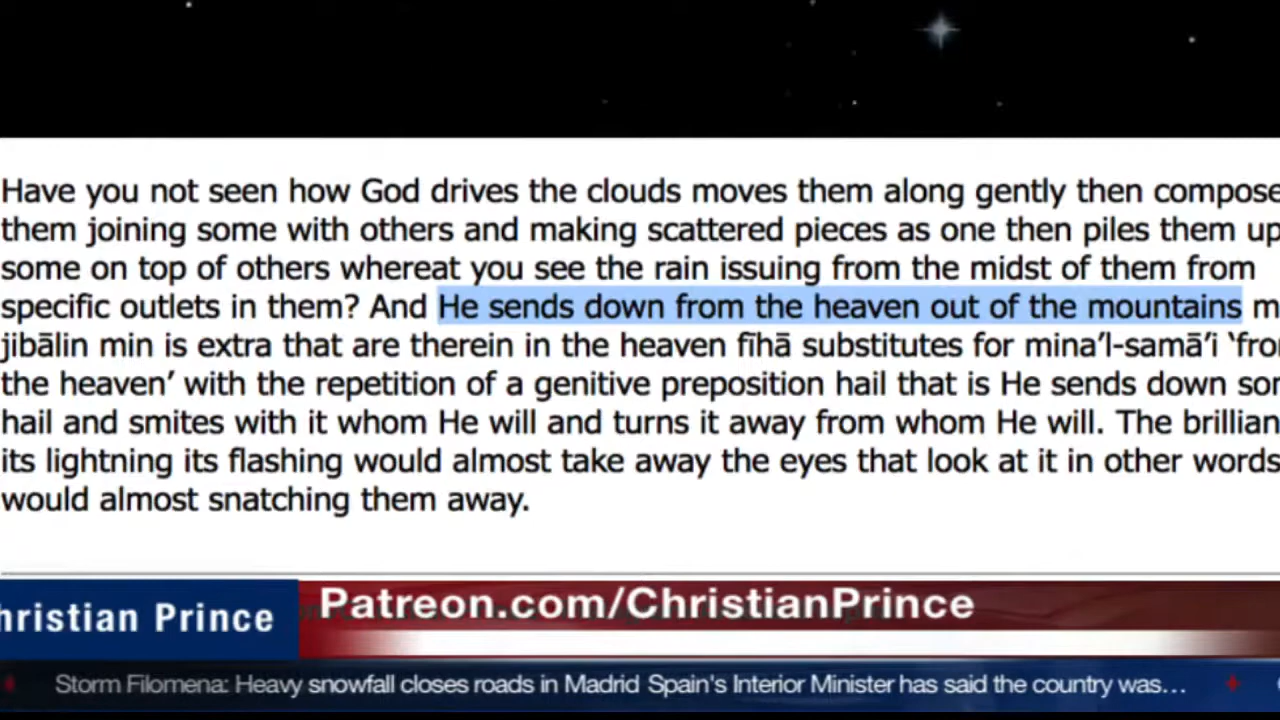 Have you not seen how God drives the clouds moves them along gently then compose
them joining some with others and making scattered pieces as one then piles them up
some on top of others whereat you see the rain issuing from the midst of them from
specific outlets in them? And He sends down from the heaven out of the mountains m
jibālin min is extra that are therein in the heaven fīhā substitutes for mina’l-samā’i ‘fro
the heaven’ with the repetition of a genitive preposition hail that is He sends down so
hail and smites with it whom He will and turns it away from whom He will. The brillian
its lightning its flashing would almost take away the eyes that look at it in other words
would almost snatching them away.
hristian Prince
Patreon.com/ChristianPrince
Storm Filomena: Heavy snowfall closes roads in Madrid Spain's Interior Minister has said the country was...